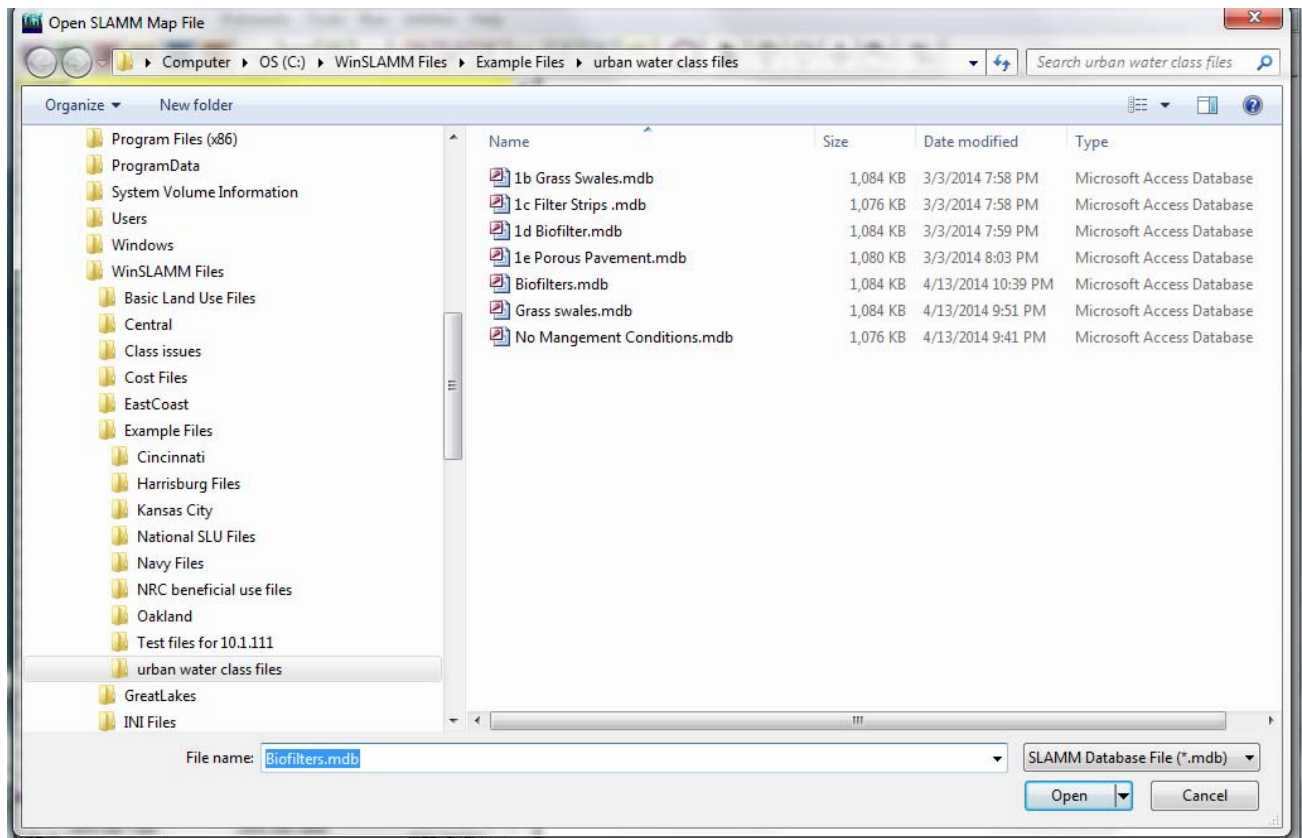 Open SLAMM Map File
Computer ▸ OS (C:) ▸ WinSLAMM Files ▸ Example Files ▸ urban water class files
Search urban water class files
Organize New folder
Program Files (x86)
ProgramData
System Volume Information
Users
Windows
WinSLAMM Files
Basic Land Use Files
Central
Class issues
Cost Files
EastCoast
Example Files
Cincinnati
Harrisburg Files
Kansas City
National SLU Files
Navy Files
NRC beneficial use files
Oakland
Test files for 10.1.111
urban water class files
GreatLakes
INI Files
Name Size Date modified Type
1b Grass Swales.mdb 1,084 KB 3/3/2014 7:58 PM Microsoft Access Database
1c Filter Strips .mdb 1,076 KB 3/3/2014 7:58 PM Microsoft Access Database
1d Biofilter.mdb 1,084 KB 3/3/2014 7:59 PM Microsoft Access Database
1e Porous Pavement.mdb 1,080 KB 3/3/2014 8:03 PM Microsoft Access Database
Biofilters.mdb 1,084 KB 4/13/2014 10:39 PM Microsoft Access Database
Grass swales.mdb 1,084 KB 4/13/2014 9:51 PM Microsoft Access Database
No Mangement Conditions.mdb 1,076 KB 4/13/2014 9:41 PM Microsoft Access Database
File name: Biofilters.mdb SLAMM Database File (*.mdb)
Open Cancel